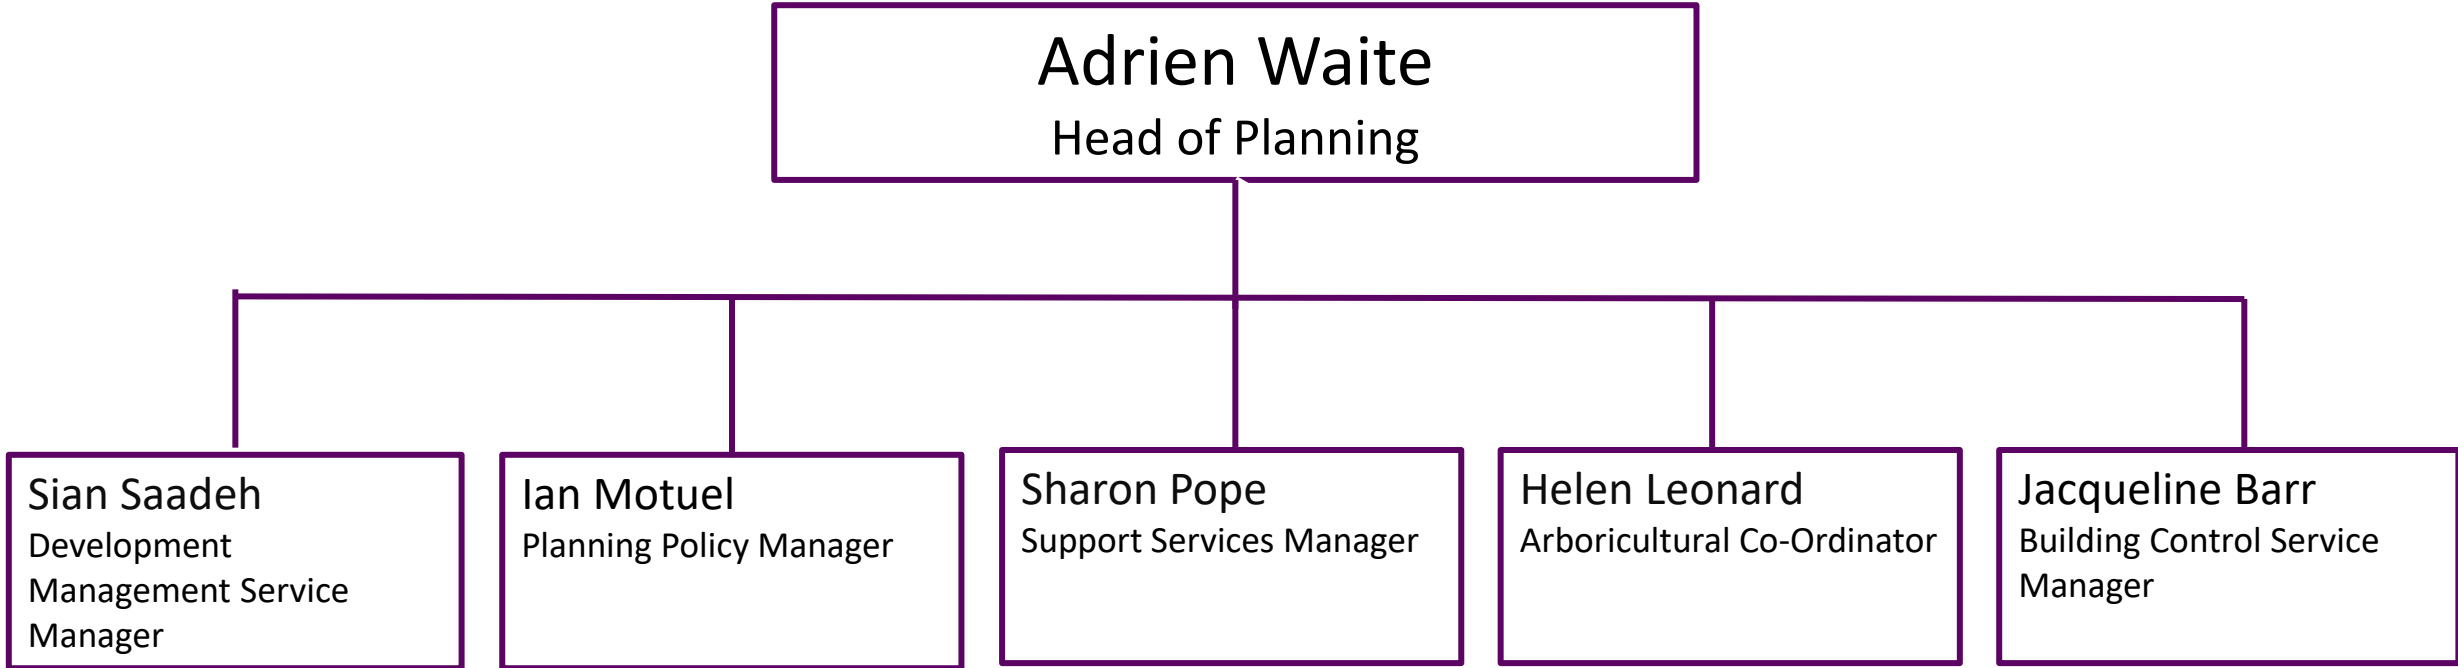 Adrien Waite
Head of Planning
Sian Saadeh
Development
Management Service
Manager
Ian Motuel
Planning Policy Manager
Sharon Pope
Support Services Manager
Helen Leonard
Arboricultural Co-Ordinator
Jacqueline Barr
Building Control Service
Manager